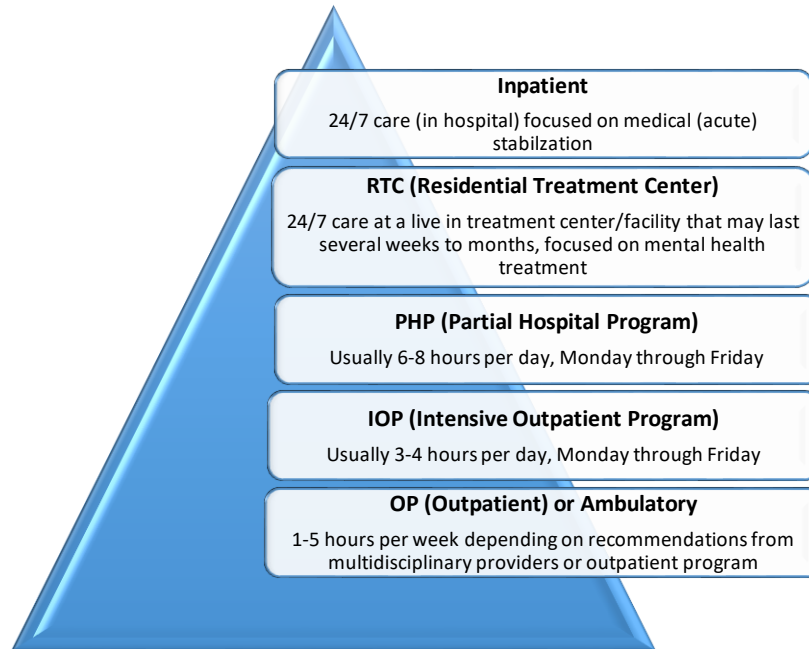 Inpatient
24/7 care (in hospital) focused on medical (acute)
stabilzation
RTC (Residential Treatment Center)
24/7 care at a live in treatment center/facility that may last
several weeks to months, focused on mental health
treatment
PHP (Partial Hospital Program)
Usually 6-8 hours per day, Monday through Friday
IOP (Intensive Outpatient Program)
Usually 3-4 hours per day, Monday through Friday
OP (Outpatient) or Ambulatory
1-5 hours per week depending on recommendations from
multidisciplinary providers or outpatient program